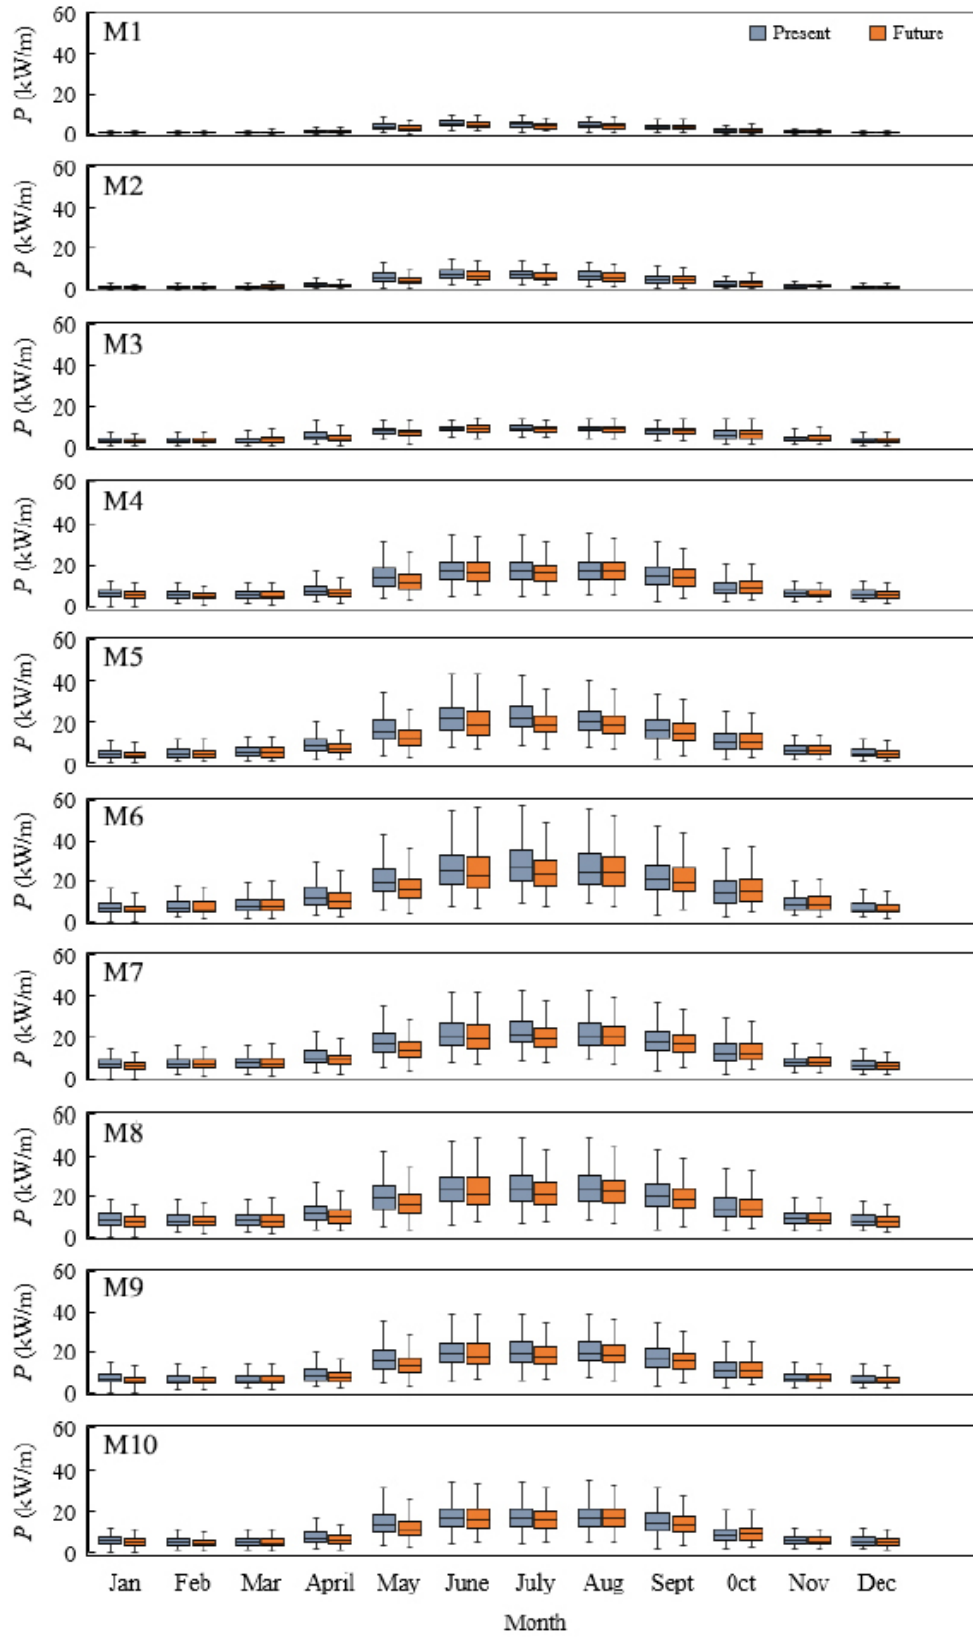 M1
Present Future
P (kW/m)
60
40
20
0
M2
P (kW/m)
60
40
20
0
M3
P (kW/m)
60
40
20
0
M4
P (kW/m)
60
40
20
0
M5
P (kW/m)
60
40
20
0
M6
P (kW/m)
60
40
20
0
M7
P (kW/m)
60
40
20
0
M8
P (kW/m)
60
40
20
0
M9
P (kW/m)
60
40
20
0
M10
P (kW/m)
60
40
20
0
Jan Feb Mar April May June July Aug Sept 0ct Nov Dec
Month